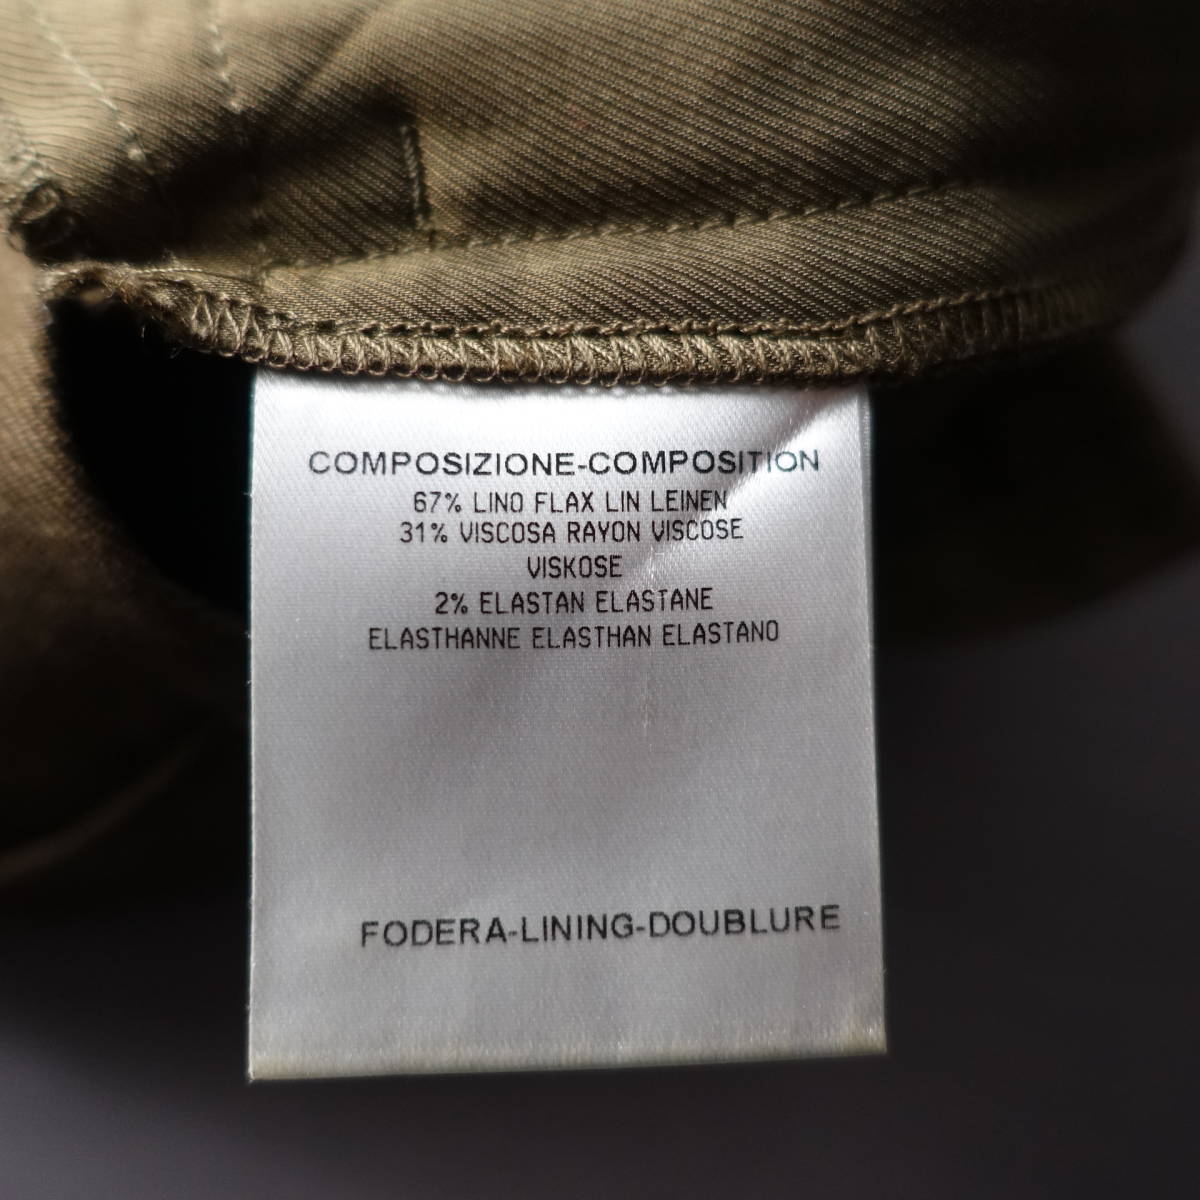 COMPOSIZIONE-COMPOSITION
67% LINO FLAX LIN LEINEN
31% VISCOSA RAYON VISCOSE
VISKOSE
2% ELASTAN ELASTANE
ELASTHANNE ELASTHAN ELASTANO
FODERA-LINING-DOUBLURE